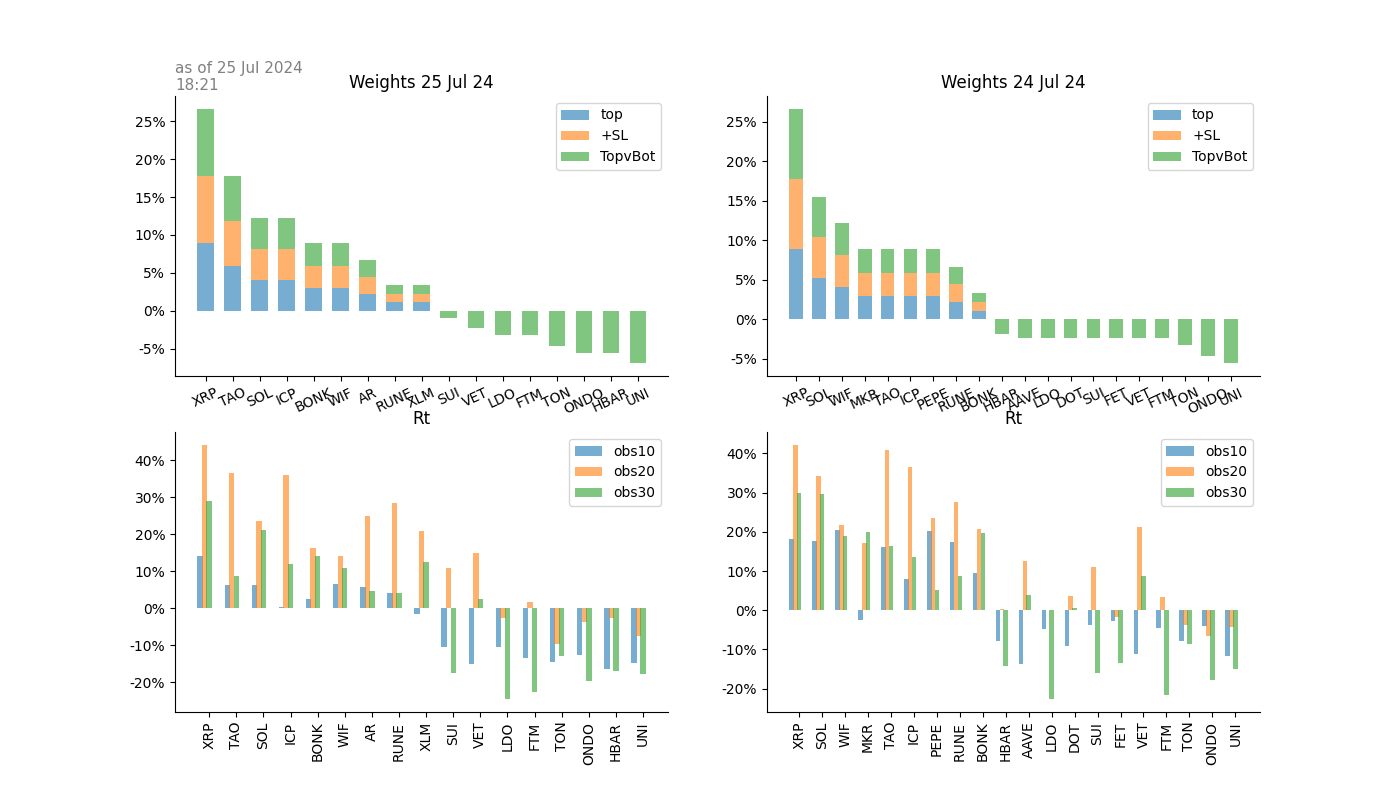 as of 25 Jul 2024
18:21
Weights 25 Jul 24
25%
20%
15%
10%
5%
0%
-5%
top
+SL
TopvBot
XRP TAO SOL ICP BONK WIF AR RUNE XLM SUI VET LDO FTM TON ONDO HBAR UNI
Weights 24 Jul 24
25%
20%
15%
10%
5%
0%
-5%
top
+SL
TopvBot
XRP SOL WIF MKR TAO ICP PEPE RUNE BONK HBAR AAVE LDO DOT SUI FET VET FTM TON ONDO UNI
Rt
40%
30%
20%
10%
0%
-10%
-20%
obs10
obs20
obs30
XRP TAO SOL ICP BONK WIF AR RUNE XLM SUI VET LDO FTM TON ONDO HBAR UNI
Rt
40%
30%
20%
10%
0%
-10%
-20%
obs10
obs20
obs30
XRP SOL WIF MKR TAO ICP PEPE RUNE BONK HBAR AAVE LDO DOT SUI FET VET FTM TON ONDO UNI